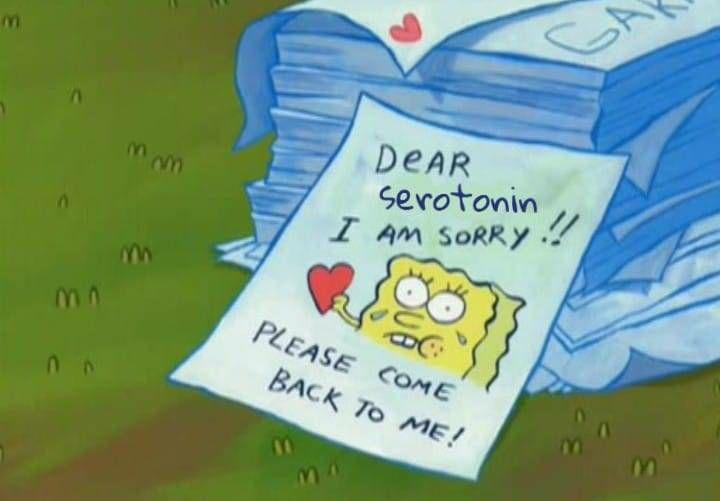 DeAR
serotonin
I AM SORRY!!
PLEASE COME
BACK TO ME!